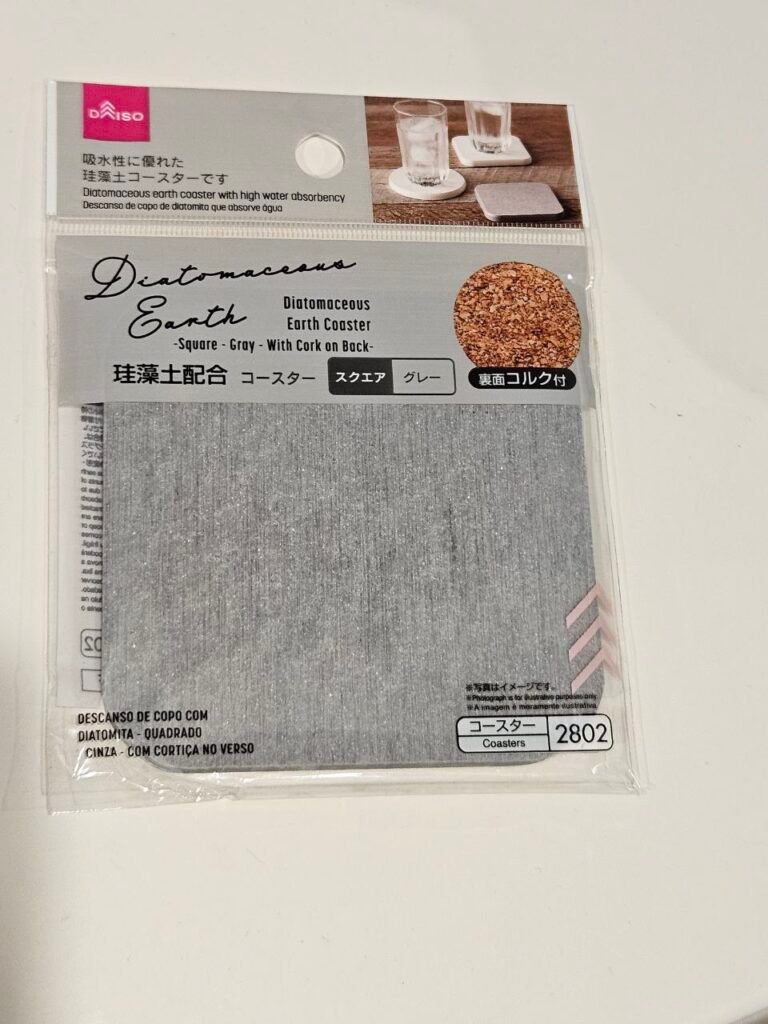 DAISO
吸水性に優れた
珪藻土コースターです
Diatomaceous earth coaster with high water absorbency
Descanso de copo de diatomita que absorve água
Diatomaceous
Earth
Diatomaceous
Earth Coaster
-Square - Gray - With Cork on Back-
珪藻土配合 コースター スクエア グレー
裏面コルク付
※写真はイメージです。
※Photograph is for illustrative purposes only.
※A imagem é meramente ilustrativa.
DESCANSO DE COPO COM
DIATOMITA - QUADRADO
CINZA - COM CORTIÇA NO VERSO
コースター
Coasters
2802